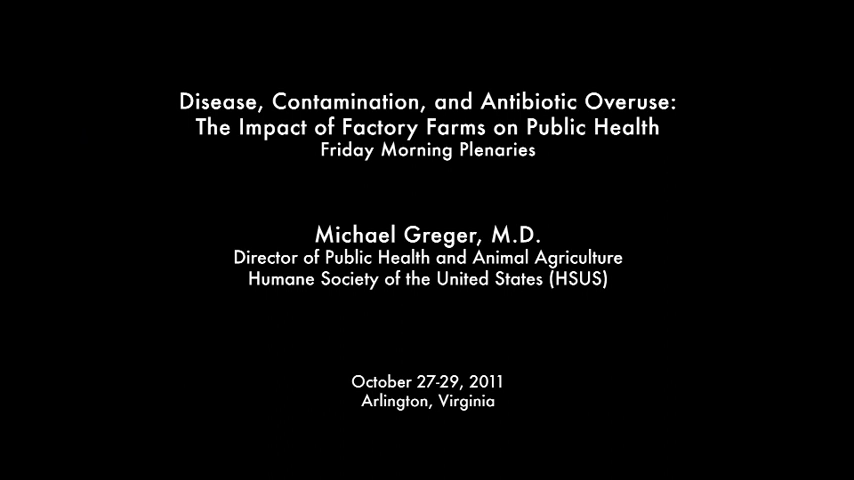 Disease, Contamination, and Antibiotic Overuse:
The Impact of Factory Farms on Public Health
Friday Morning Plenaries
Michael Greger, M.D.
Director of Public Health and Animal Agriculture
Humane Society of the United States (HSUS)
October 27-29, 2011
Arlington, Virginia